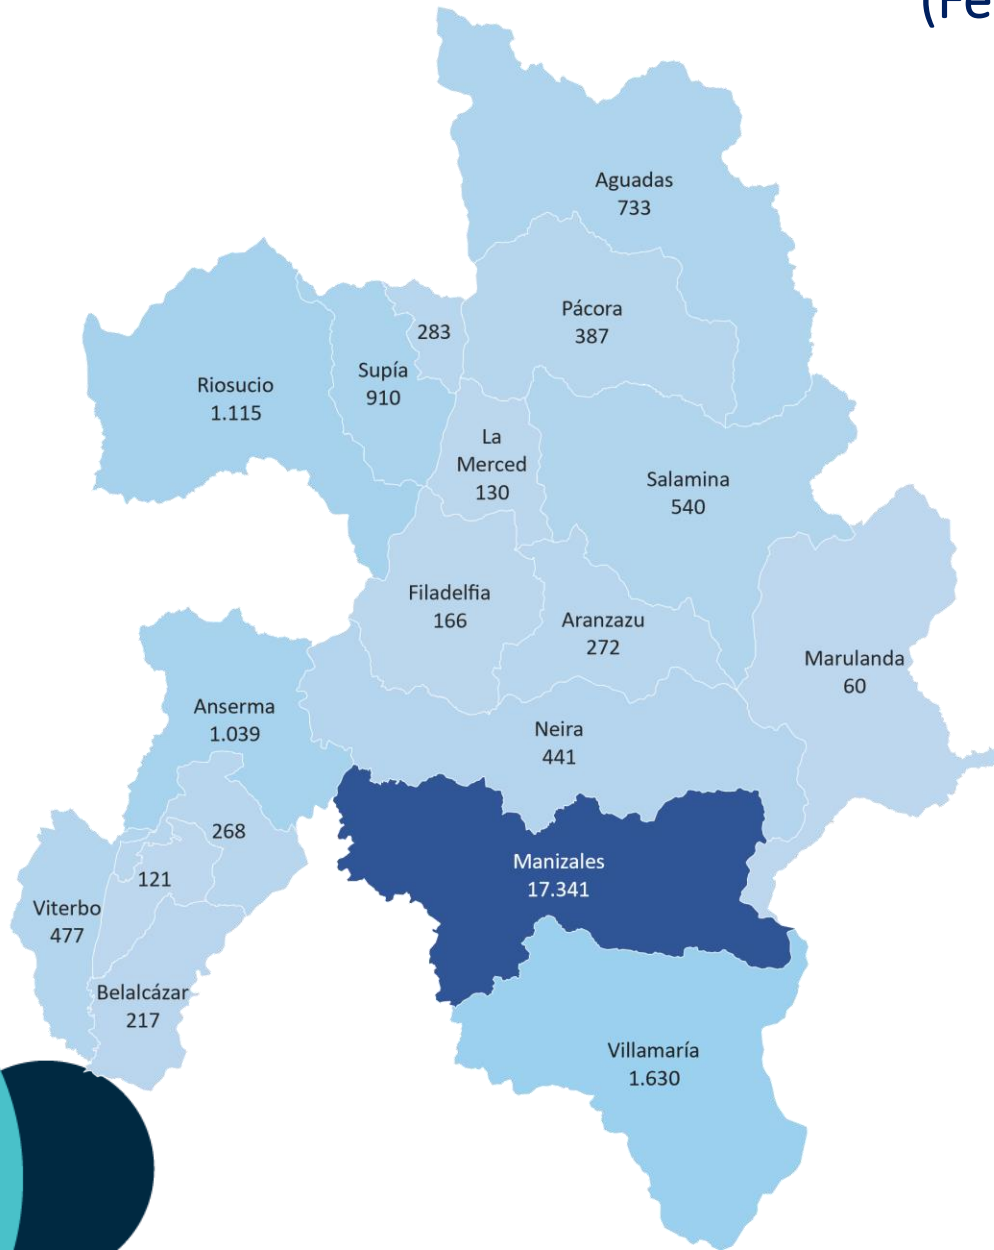 (Fe
Aguadas
733
Pácora
387
283
Supía
910
Riosucio
1.115
La
Merced
130
Salamina
540
Filadelfia
166
Aranzazu
272
Marulanda
60
Anserma
1.039
Neira
441
268
Manizales
17.341
121
Viterbo
477
Belalcázar
217
Villamaría
1.630